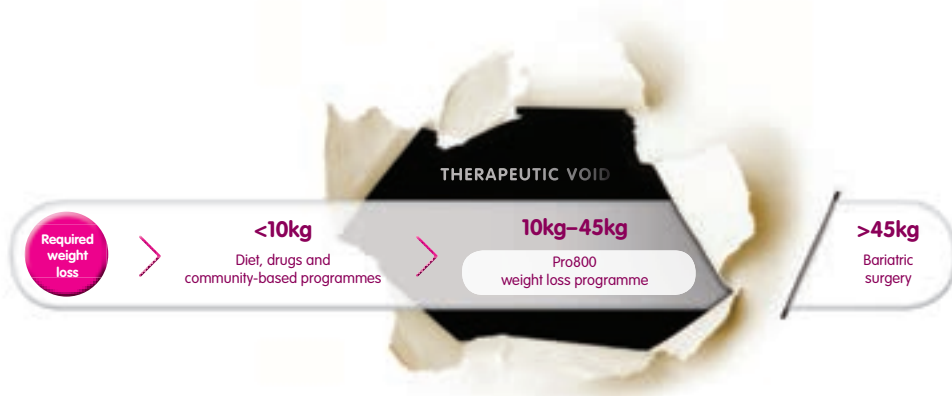 THERAPEUTIC VOID
Required
weight
loss
<10kg
Diet, drugs and
community-based programmes
10kg–45kg
Pro800
weight loss programme
>45kg
Bariatric
surgery